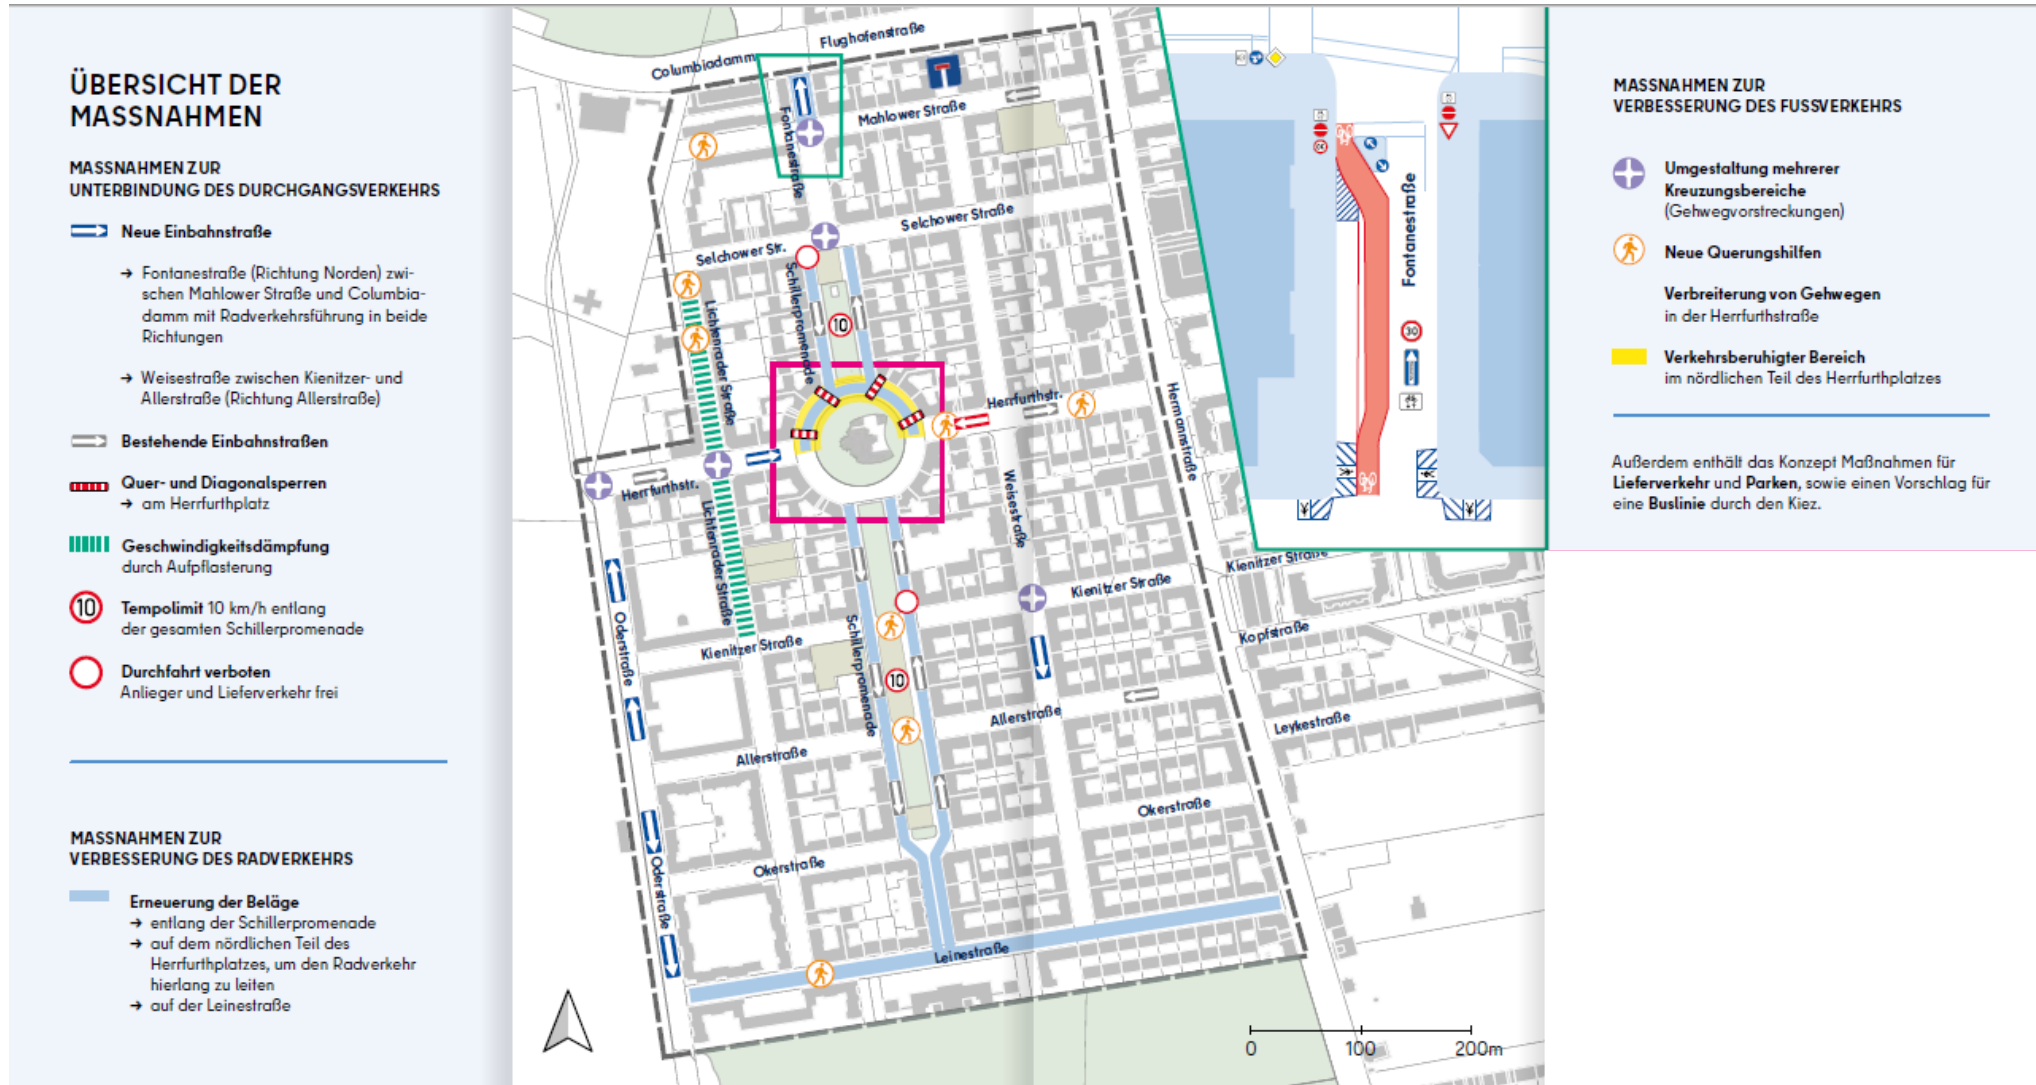 ÜBERSICHT DER
MASSNAHMEN
MASSNAHMEN ZUR
UNTERBINDUNG DES DURCHGANGSVERKEHRS
Neue Einbahnstraße
→ Fontanestraße (Richtung Norden) zwi-
schen Mahlower Straße und Columbia-
damm mit Radverkehrsführung in beide
Richtungen
→ Weisestraße zwischen Kienitzer- und
Allerstraße (Richtung Allerstraße)
Bestehende Einbahnstraßen
Quer- und Diagonalsperren
→ am Herrfurthplatz
Geschwindigkeitsdämpfung
durch Aufpflasterung
10
Tempolimit 10 km/h entlang
der gesamten Schillerpromenade
Durchfahrt verboten
Anlieger und Lieferverkehr frei
MASSNAHMEN ZUR
VERBESSERUNG DES RADVERKEHRS
Erneuerung der Beläge
→ entlang der Schillerpromenade
→ auf dem nördlichen Teil des
Herrfurthplatzes, um den Radverkehr
hierlang zu leiten
→ auf der Leinestraße
Columbiadamm
Flughafenstraße
Fontanestraße
Mahlower Straße
Selchower Str.
Selchower Straße
Schillerpromenade
10
Lichtenrader Straße
Herrfurthstr.
Herrfurthstr.
Hermannstraße
Weisestraße
Lichtenrader Straße
Oderstraße
Kienitzer Straße
Kienitzer Straße
Kienitzer Straße
Kopfstraße
Schillerpromenade
10
Allerstraße
Allerstraße
Leykestraße
Okerstraße
Okerstraße
Oderstraße
Leinestraße
0 100 200m
Fontanestraße
30
MASSNAHMEN ZUR
VERBESSERUNG DES FUSSVERKEHRS
Umgestaltung mehrerer
Kreuzungsbereiche
(Gehwegvorstreckungen)
Neue Querungshilfen
Verbreiterung von Gehwegen
in der Herrfurthstraße
Verkehrsberuhigter Bereich
im nördlichen Teil des Herrfurthplatzes
Außerdem enthält das Konzept Maßnahmen für
Lieferverkehr und Parken, sowie einen Vorschlag für
eine Buslinie durch den Kiez.